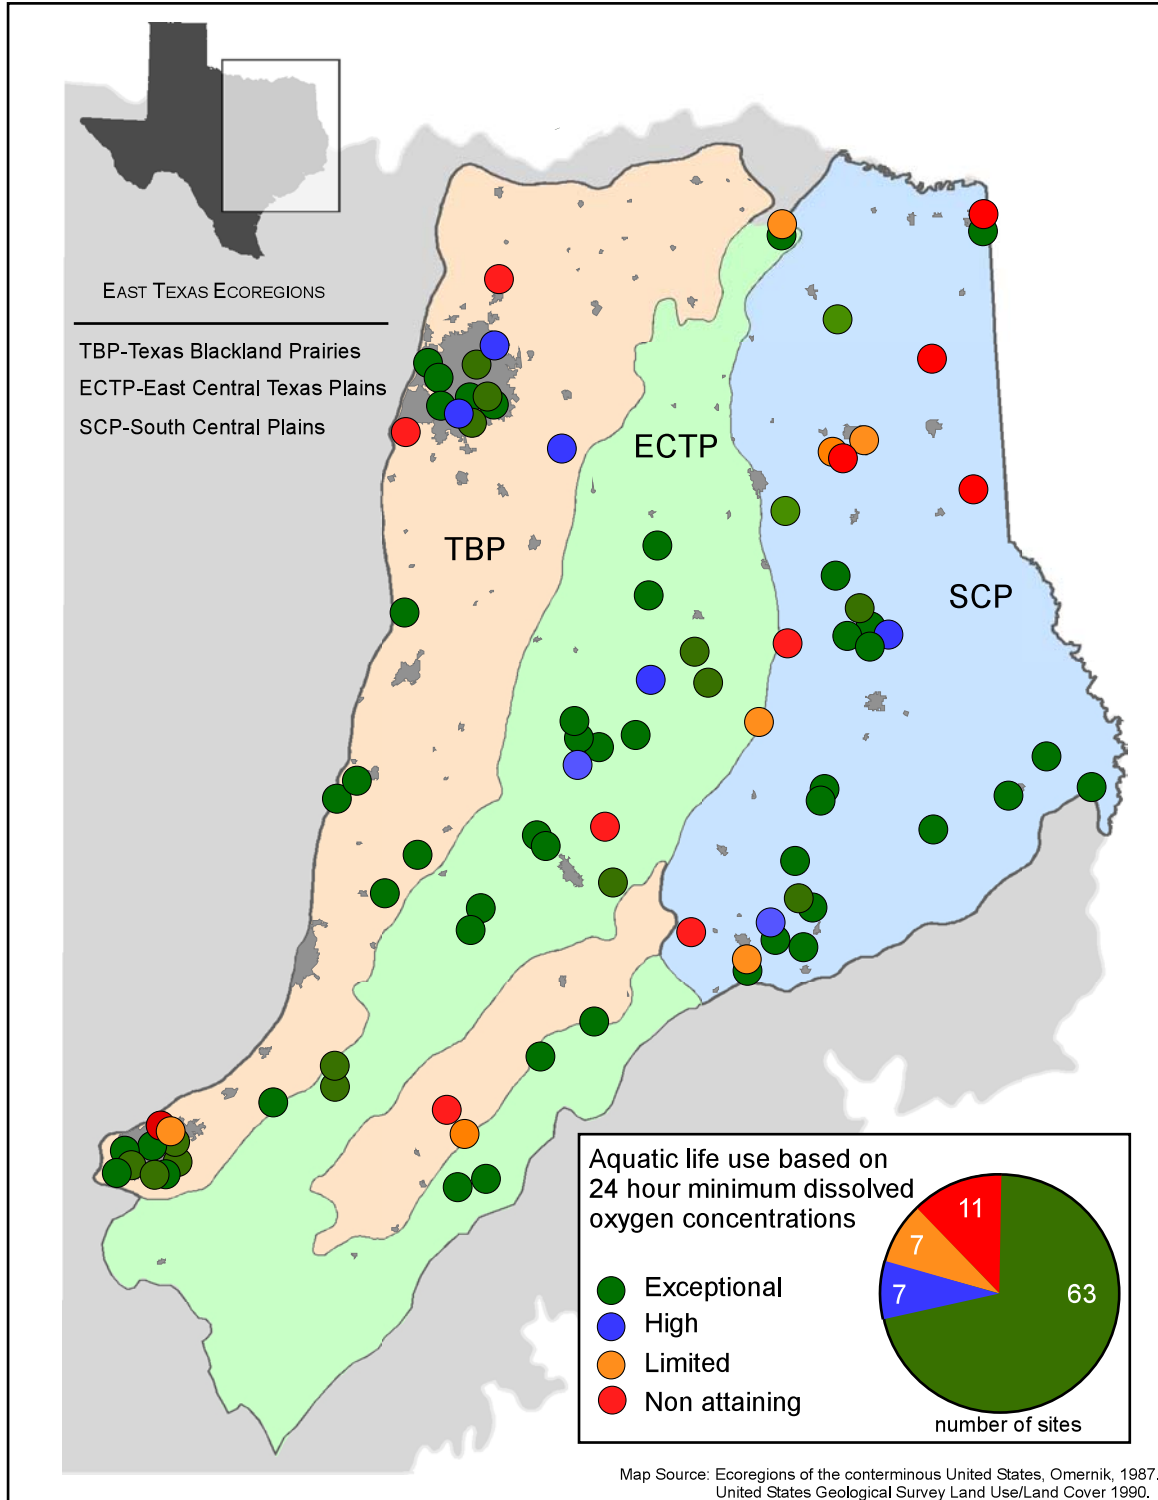 EAST TEXAS ECOREGIONS
TBP-Texas Blackland Prairies
ECTP-East Central Texas Plains
SCP-South Central Plains
ECTP
TBP
SCP
Aquatic life use based on
24 hour minimum dissolved
oxygen concentrations
Exceptional
High
Limited
Non attaining
11
7
7
63
number of sites
Map Source: Ecoregions of the conterminous United States, Omernik, 1987.
United States Geological Survey Land Use/Land Cover 1990.